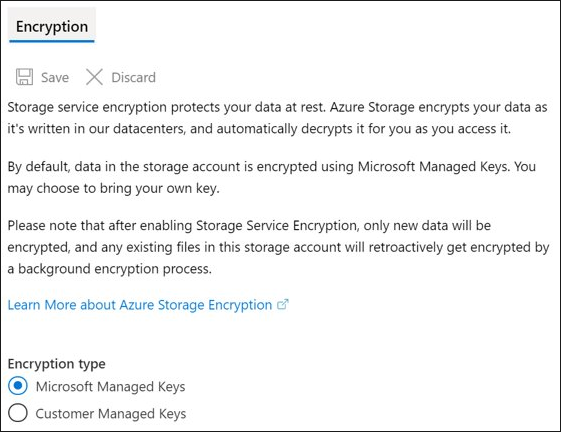 Encryption
Save Discard
Storage service encryption protects your data at rest. Azure Storage encrypts your data as
it's written in our datacenters, and automatically decrypts it for you as you access it.
By default, data in the storage account is encrypted using Microsoft Managed Keys. You
may choose to bring your own key.
Please note that after enabling Storage Service Encryption, only new data will be
encrypted, and any existing files in this storage account will retroactively get encrypted by
a background encryption process.
Learn More about Azure Storage Encryption
Encryption type
Microsoft Managed Keys
Customer Managed Keys